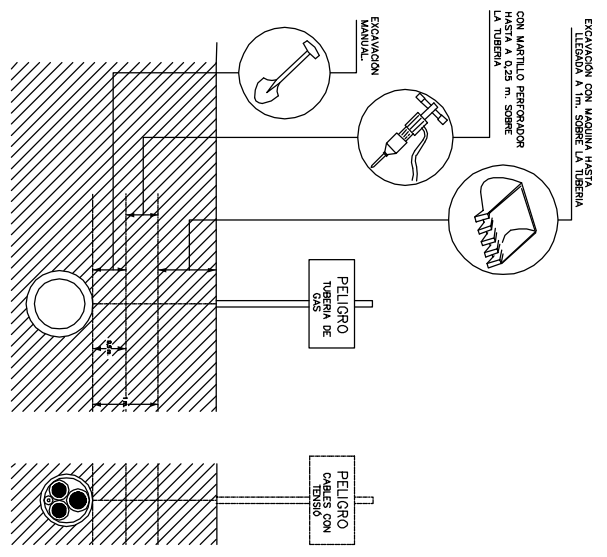 EXCAVACIÓN CON MAQUINA HASTA
LLEGADA A 1m. SOBRE LA TUBERIA
CON MARTILLO PERFORADOR
HASTA A 0,25 m. SOBRE
LA TUBERIA
EXCAVACIÓN
MANUAL.
PELIGRO
TUBERIA DE
GAS
PELIGRO
CABLES CON
TENSIÓ